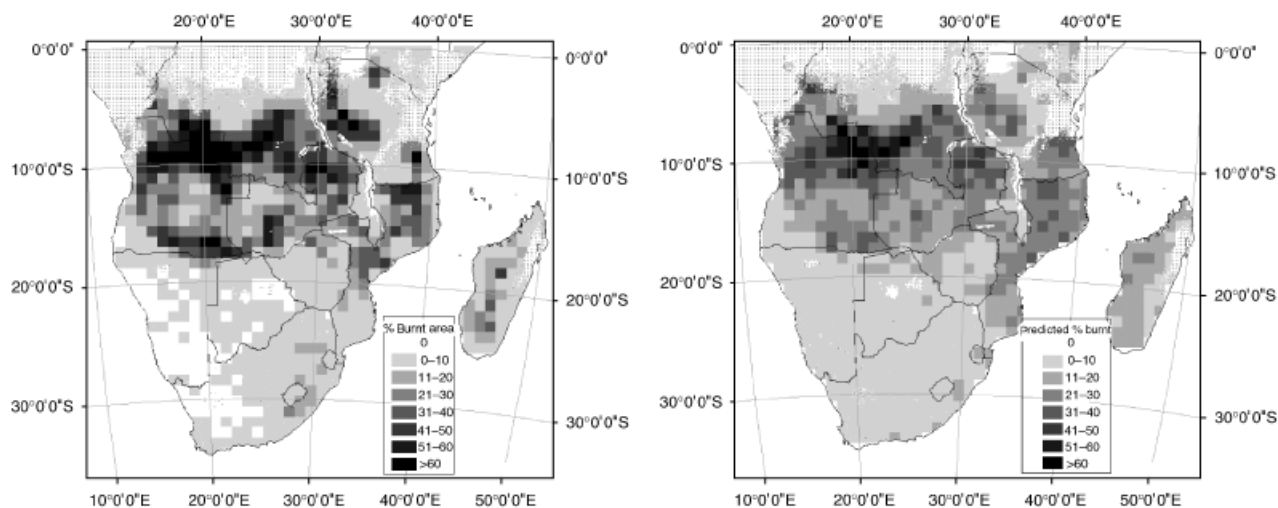 20°0′0″E 30°0′0″E 40°0′0″E
0°0′0″
0°0′0″
10°0′0″S
10°0′0″S
20°0′0″S
20°0′0″S
30°0′0″S
30°0′0″S
% Burnt area
0
0–10
11–20
21–30
31–40
41–50
51–60
>60
10°0′0″E 20°0′0″E 30°0′0″E 40°0′0″E 50°0′0″E
20°0′0″E 30°0′0″E 40°0′0″E
0°0′0″
0°0′0″S
10°0′0″S
10°0′0″S
20°0′0″S
20°0′0″S
30°0′0″S
30°0′0″S
Predicted % burnt
0
0–10
11–20
21–30
31–40
41–50
51–60
>60
10°0′0″E 20°0′0″E 30°0′0″E 40°0′0″E 50°0′0″E